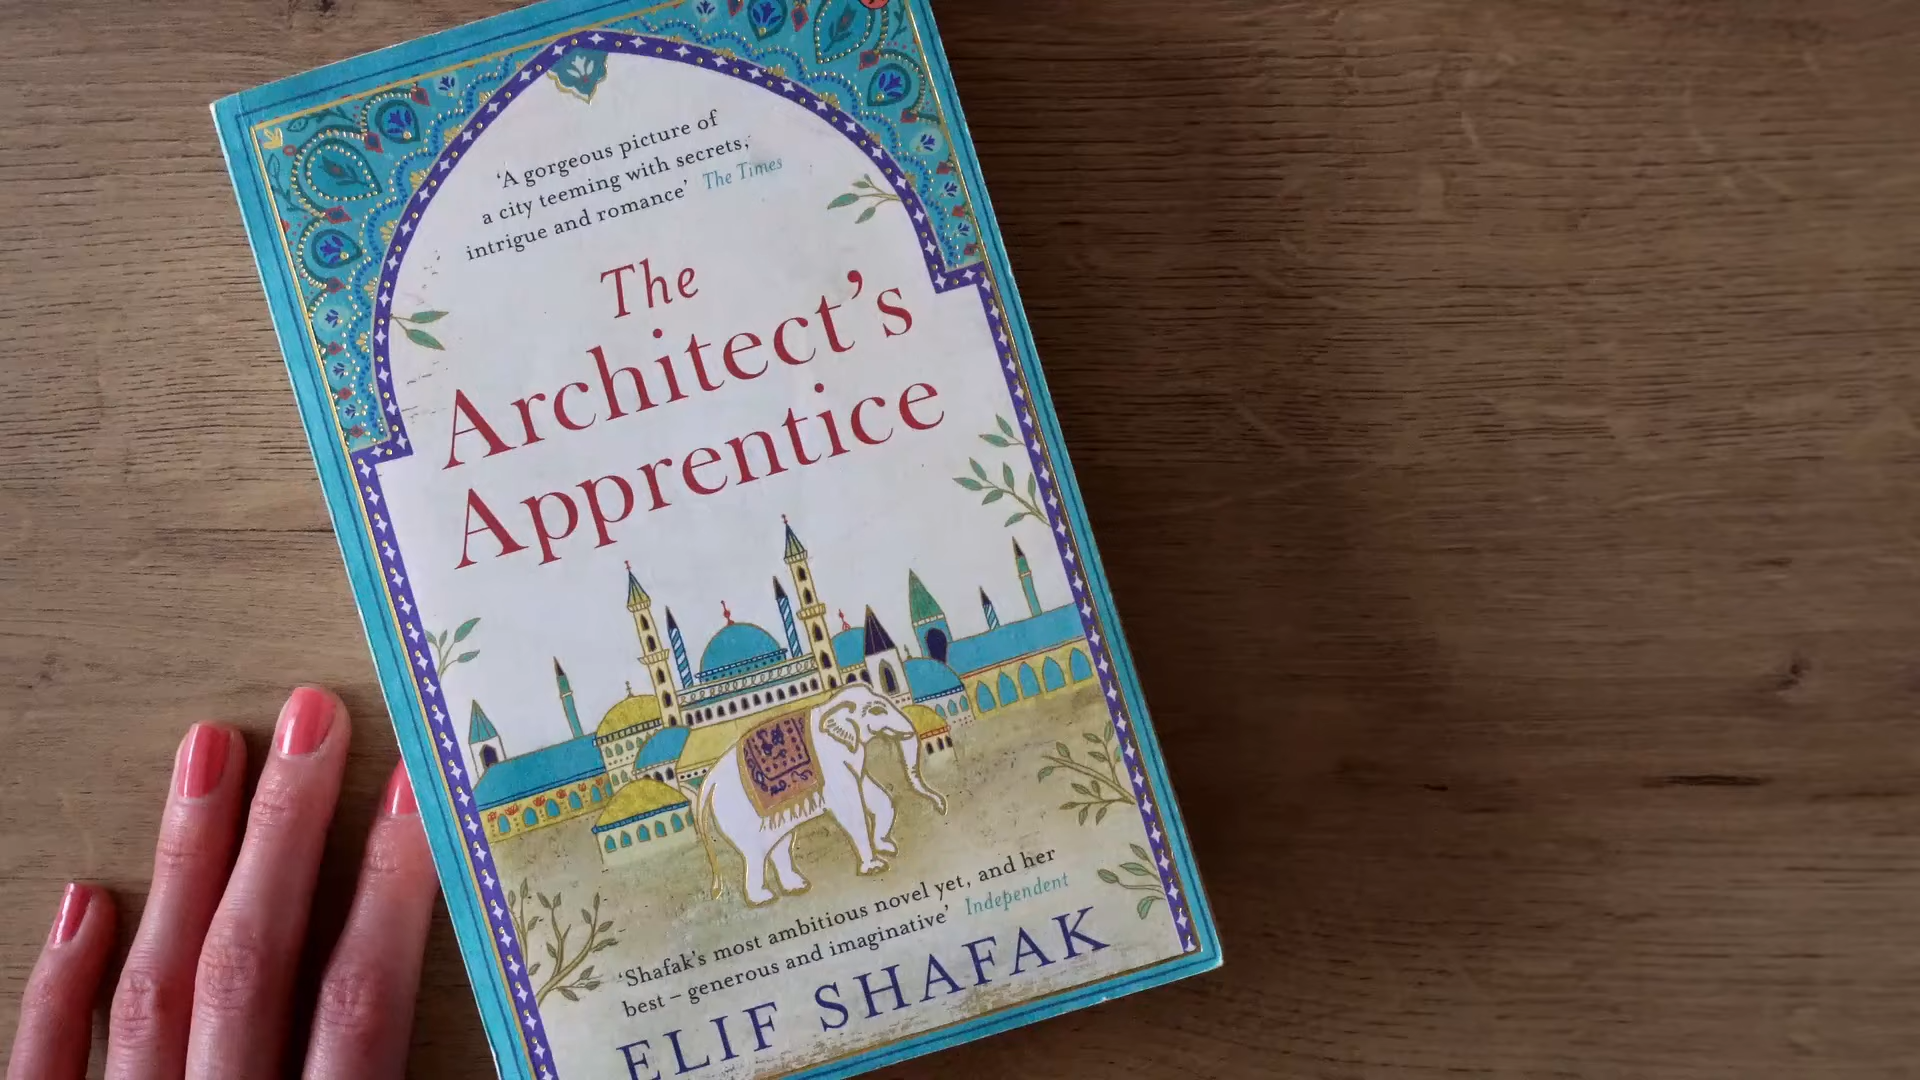 ‘A gorgeous picture of
a city teeming with secrets,
intrigue and romance’ The Times
The
Architect’s
Apprentice
‘Shafak’s most ambitious novel yet, and her
best – generous and imaginative’ Independent
ELIF SHAFAK